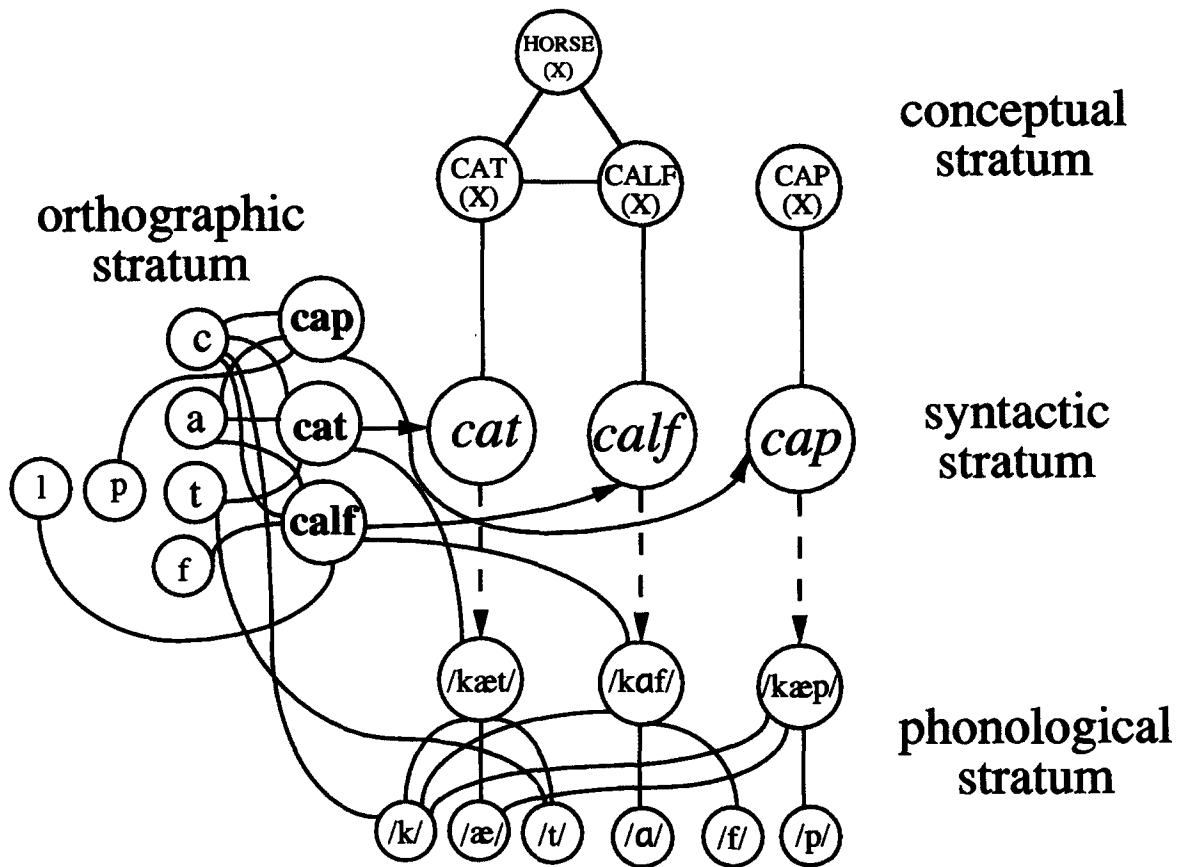 HORSE
(X)
conceptual
stratum
CAT
(X)
CALF
(X)
CAP
(X)
orthographic
stratum
c
cap
a
cat
l
p
t
calf
f
cat
calf
cap
syntactic
stratum
/kæt/
/kɑf/
/kæp/
phonological
stratum
/k/
/æ/
/t/
/ɑ/
/f/
/p/